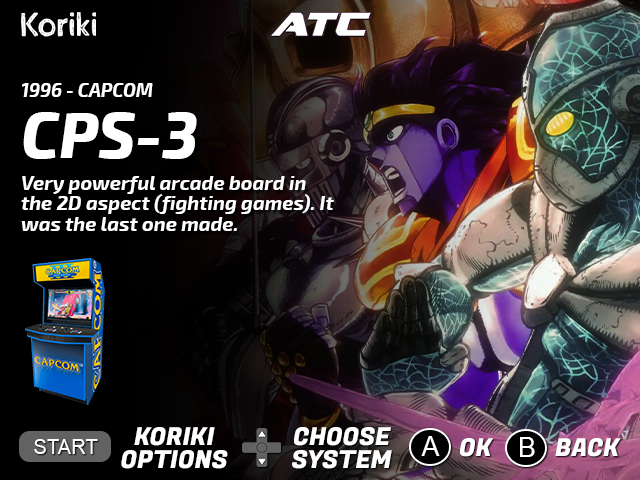 Koriki
ATC
1996 - CAPCOM
CPS-3
Very powerful arcade board in
the 2D aspect (fighting games). It
was the last one made.
CAPCOM
CAPCOM
CAPCOM
START
KORIKI
OPTIONS
CHOOSE
SYSTEM
A OK
B BACK